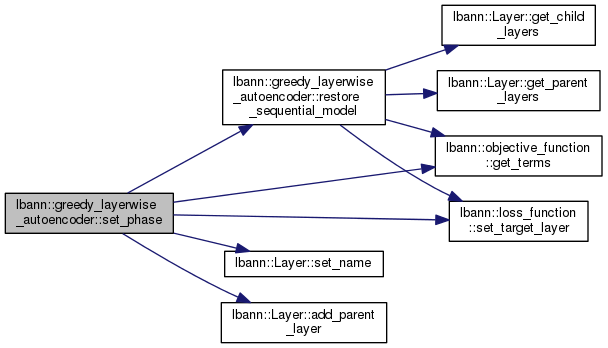 lbann::Layer::get_child
_layers
lbann::greedy_layerwise
_autoencoder::restore
_sequential_model
lbann::Layer::get_parent
_layers
lbann::objective_function
::get_terms
lbann::greedy_layerwise
_autoencoder::set_phase
lbann::loss_function
::set_target_layer
lbann::Layer::set_name
lbann::Layer::add_parent
_layer